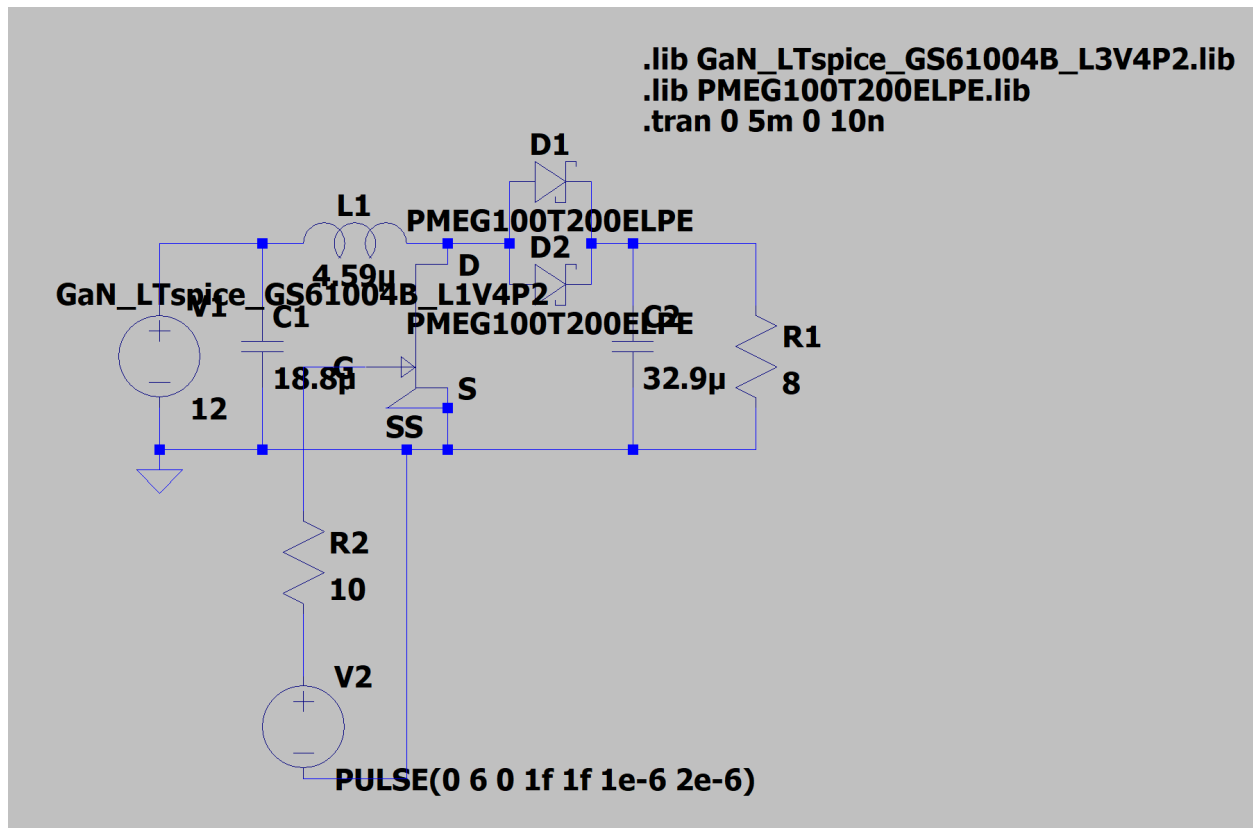 .lib GaN_LTspice_GS61004B_L3V4P2.lib
.lib PMEG100T200ELPE.lib
.tran 0 5m 0 10n
D1
L1
PMEG100T200ELPE
D2
D
4.59µ
GaN_LTspice_GS61004B_L1V4P2
V1
C1
PMEG100T200ELPE
C2
R1
G
18.8µ
S
32.9µ
8
12
SS
R2
10
V2
PULSE(0 6 0 1f 1f 1e-6 2e-6)